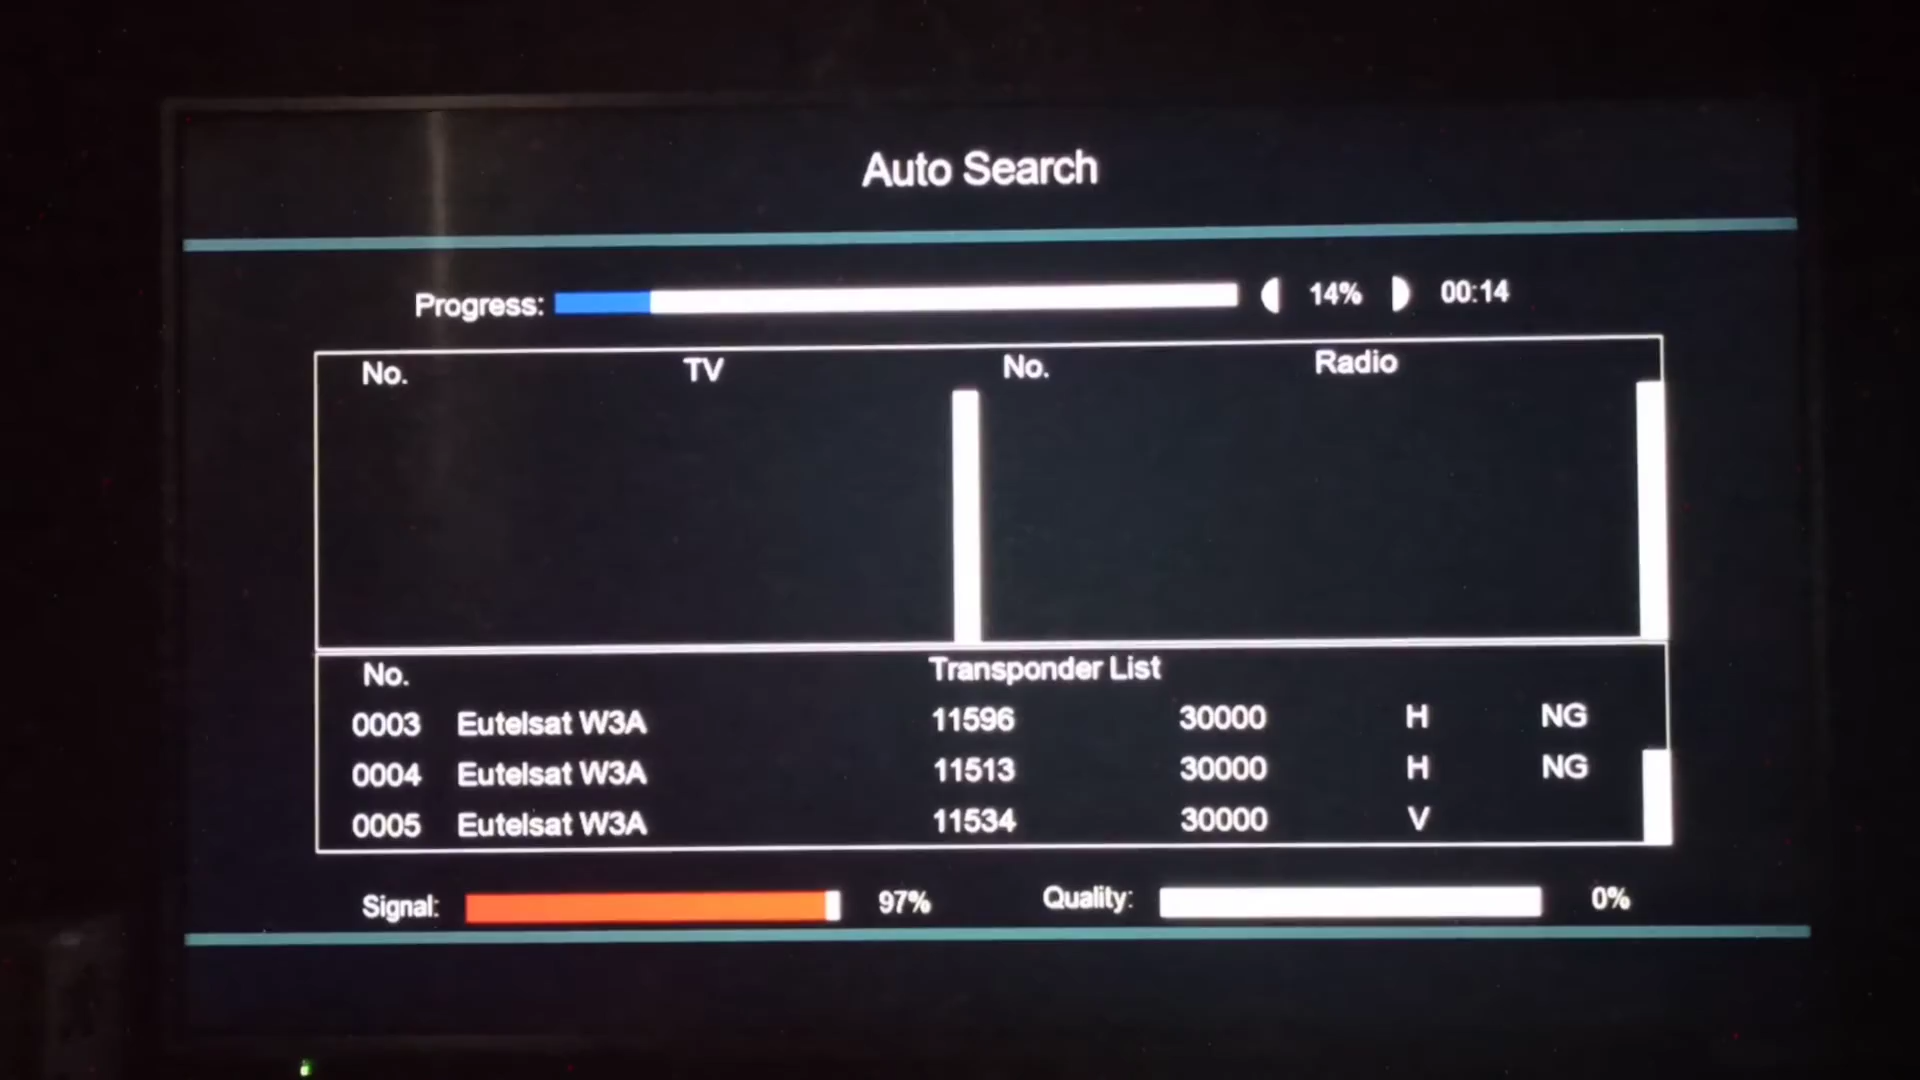 Auto Search
Progress: 14% 00:14
No. TV No. Radio
No. Transponder List
0003 Eutelsat W3A 11596 30000 H NG
0004 Eutelsat W3A 11513 30000 H NG
0005 Eutelsat W3A 11534 30000 V
Signal: 97% Quality: 0%